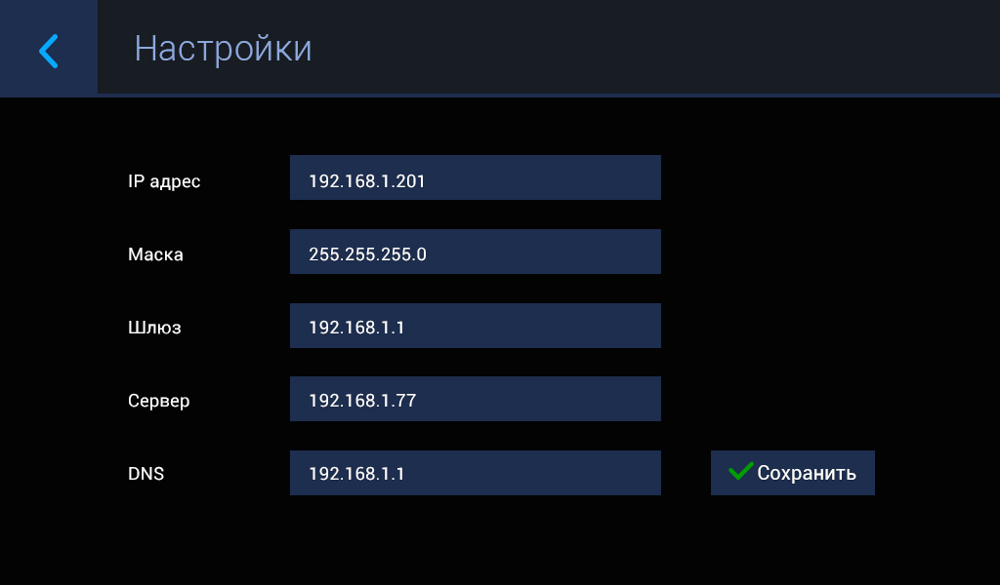 Настройки
IP адрес
192.168.1.201
Маска
255.255.255.0
Шлюз
192.168.1.1
Сервер
192.168.1.77
DNS
192.168.1.1
Сохранить